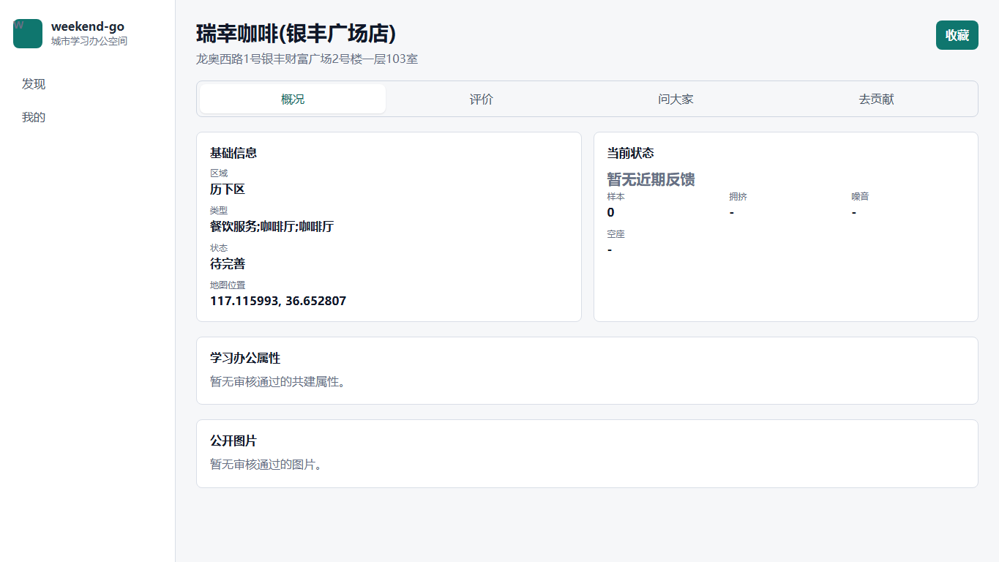 W
weekend-go
城市学习办公空间
发现
我的
瑞幸咖啡(银丰广场店)
龙奥西路1号银丰财富广场2号楼一层103室
收藏
概况
评价
问大家
去贡献
基础信息
区域
历下区
类型
餐饮服务;咖啡厅;咖啡厅
状态
待完善
地图位置
117.115993, 36.652807
当前状态
暂无近期反馈
样本
0
拥挤
-
噪音
-
空座
-
学习办公属性
暂无审核通过的共建属性。
公开图片
暂无审核通过的图片。